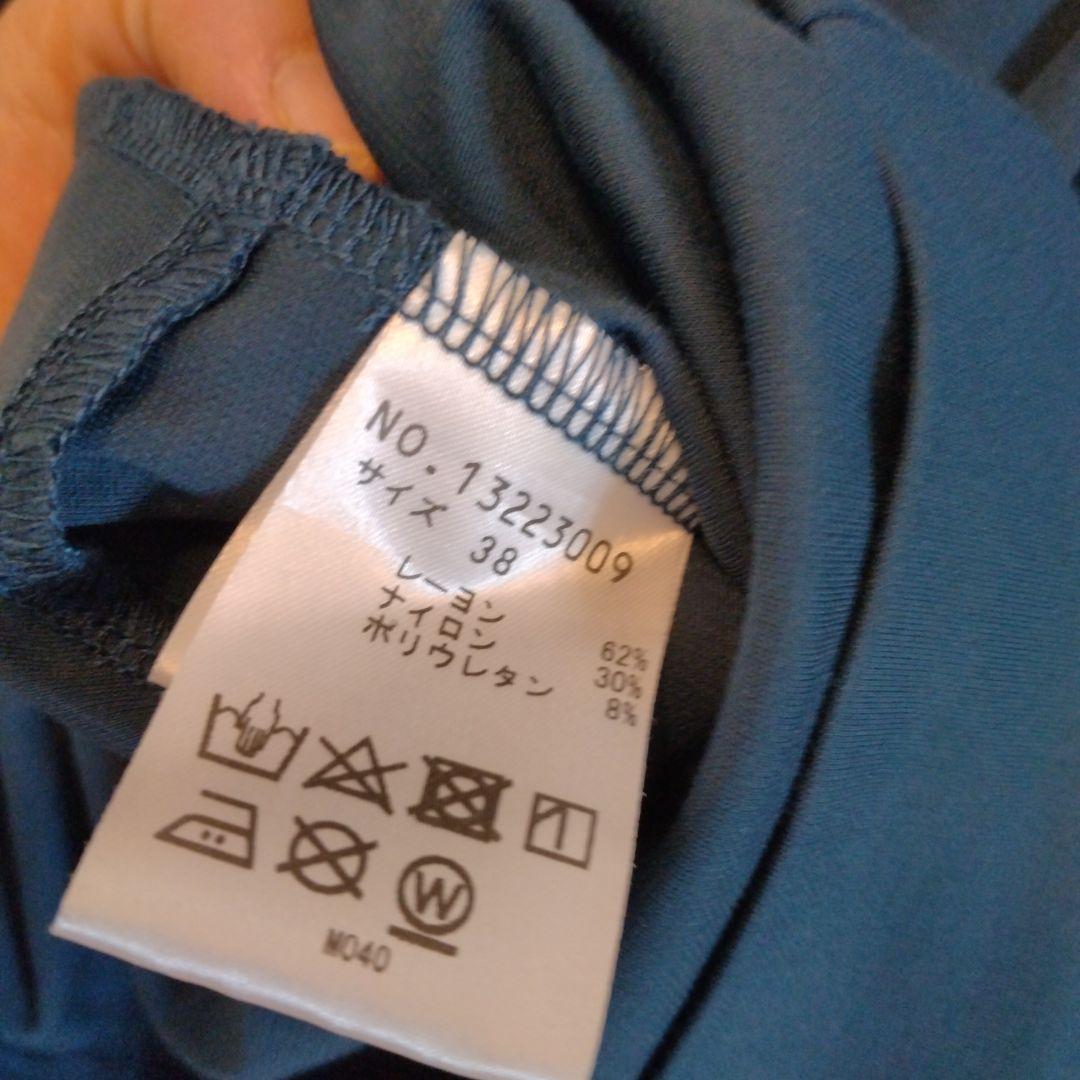 NO.13223009
サイズ 38
レーヨン 62%
ナイロン 30%
ポリウレタン 8%
W
M040